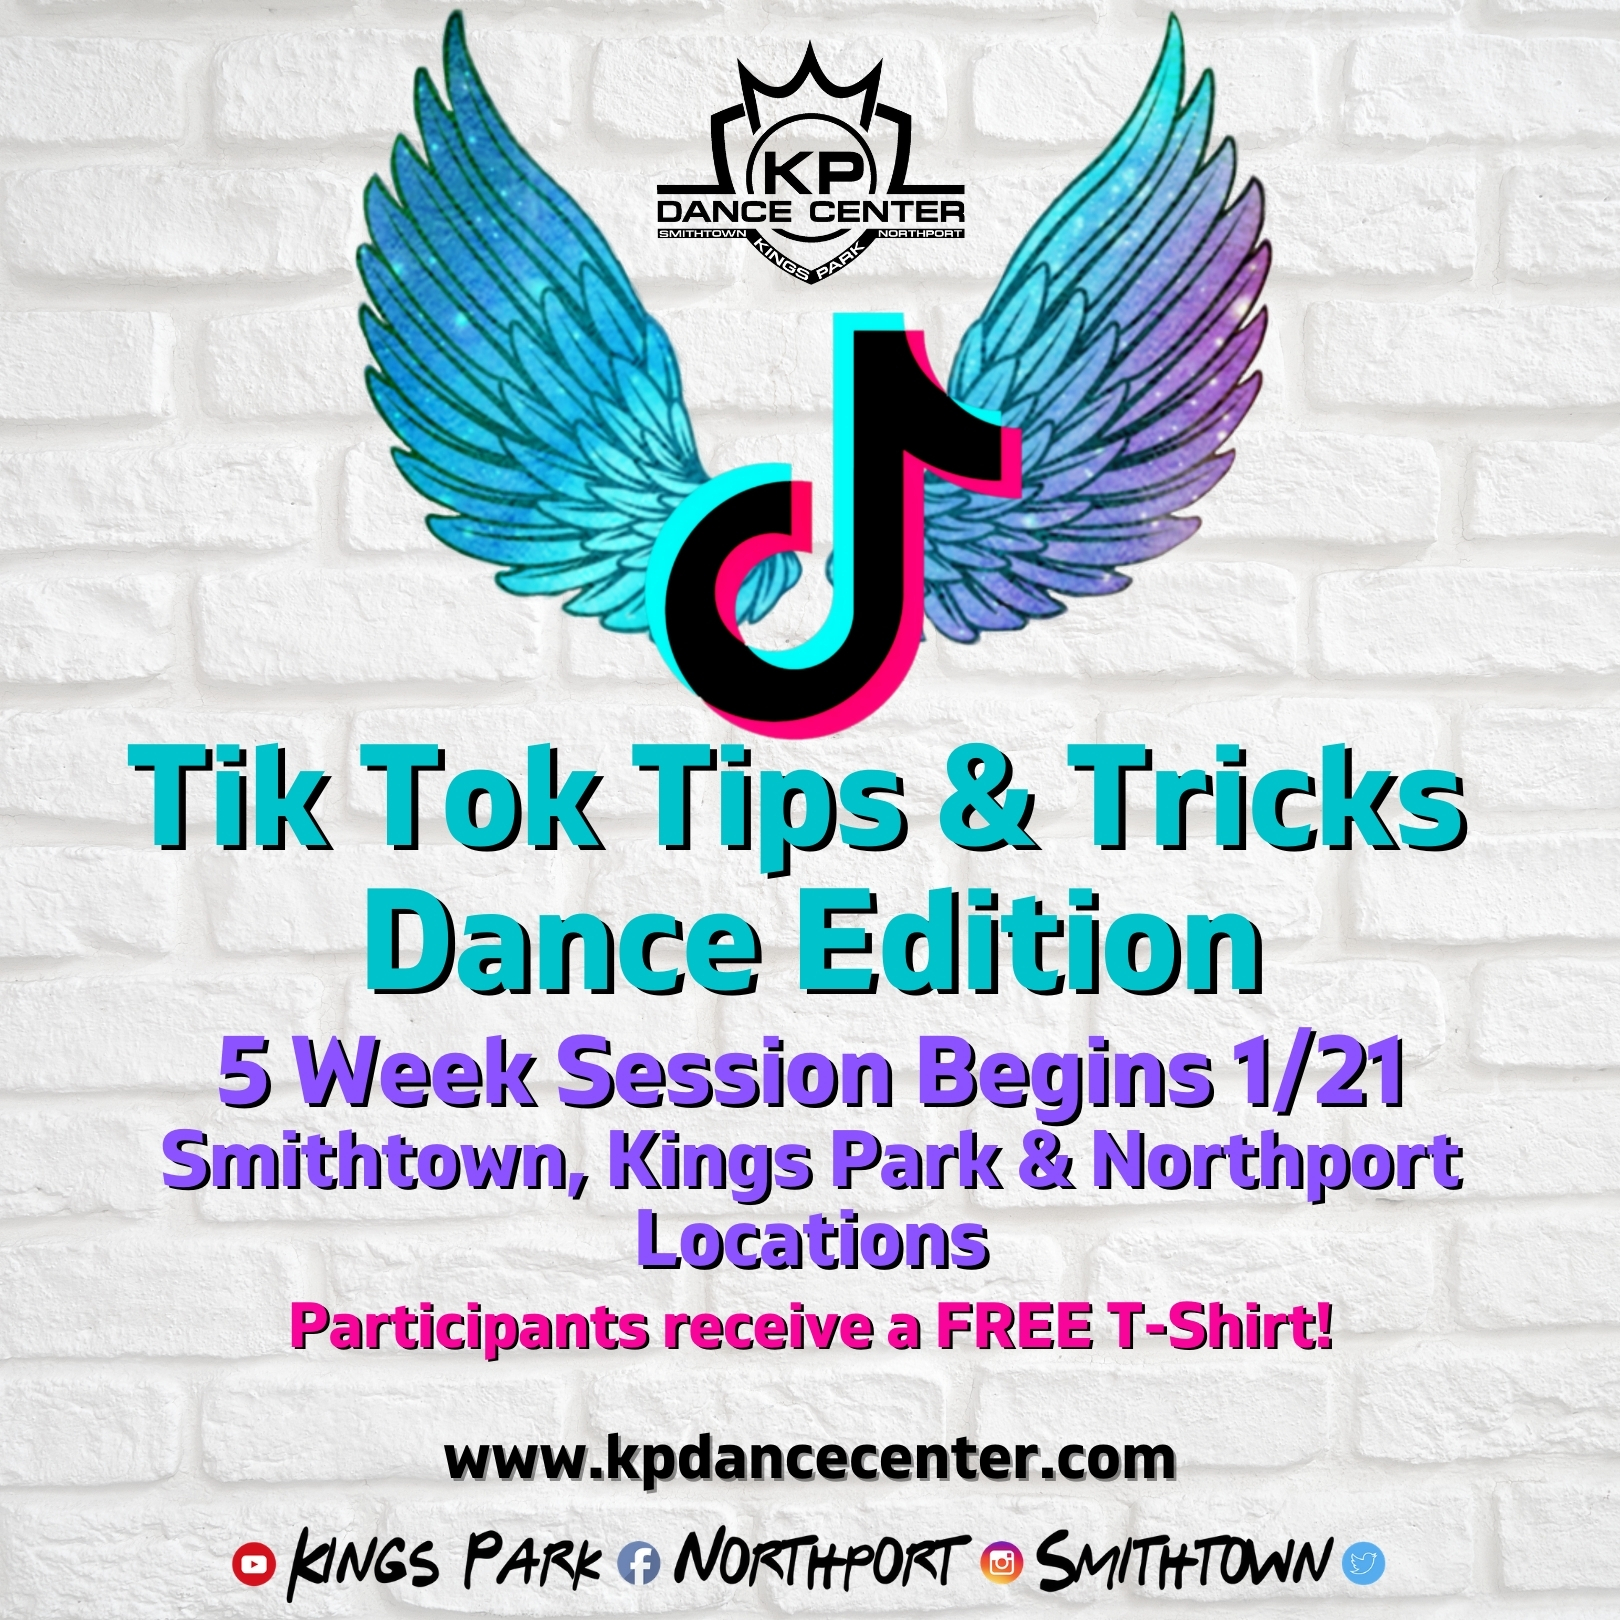 KP
DANCE CENTER
SMITHTOWN KINGS PARK NORTHPORT
Tik Tok Tips & Tricks
Dance Edition
5 Week Session Begins 1/21
Smithtown, Kings Park & Northport
Locations
Participants receive a FREE T-Shirt!
www.kpdancecenter.com
KINGS PARK NORTHPORT SMITHTOWN